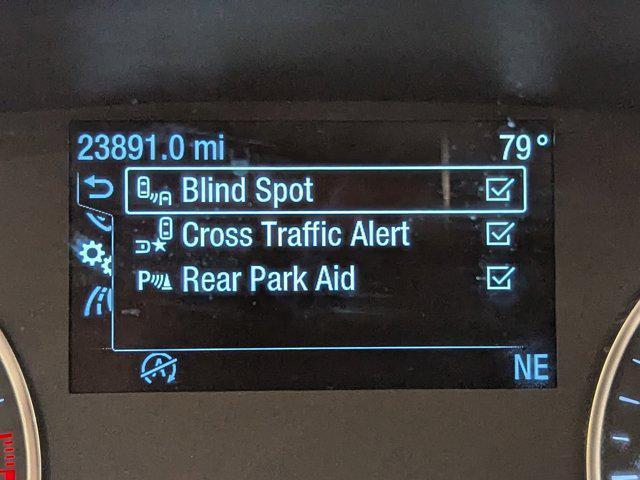 23891.0 mi 79°
Blind Spot
Cross Traffic Alert
P Rear Park Aid
A NE